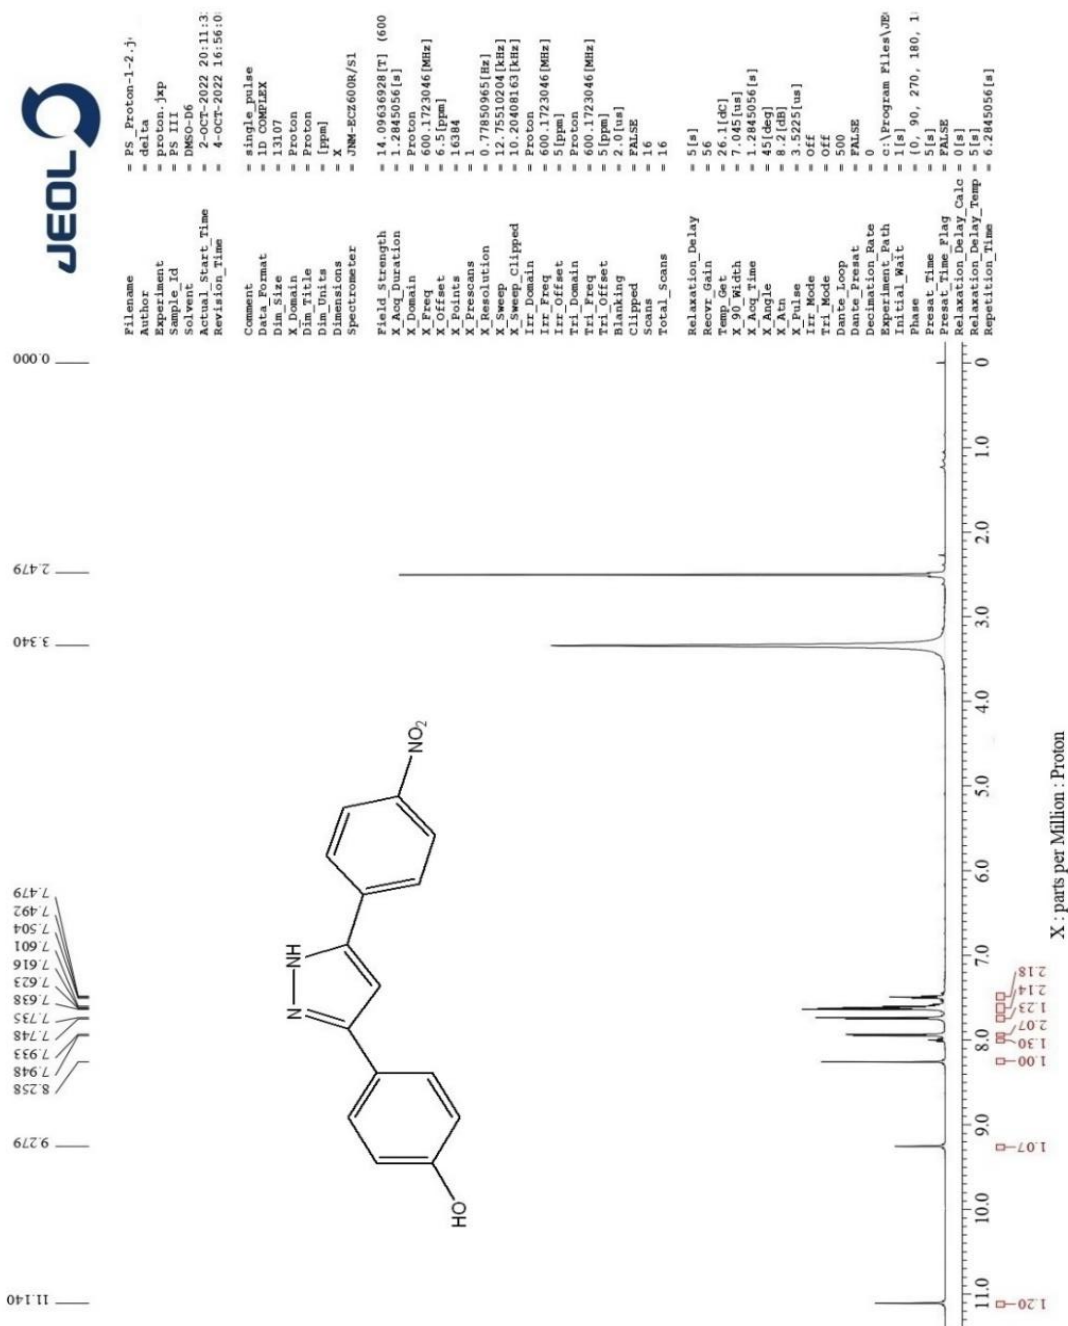 JEOL
Filename = PS_Proton-1-2.j
Author = delta
Experiment = proton.jxp
Sample_Id = PS III
Solvent = DMSO-D6
Actual_Start_Time = 2-OCT-2022 20:11:3
Revision_Time = 4-OCT-2022 16:56:0
Comment = single_pulse
Data_Format = 1D COMPLEX
Dim_Size = 13107
X_Domain = Proton
Dim_Title = Proton
Dim_Units = [ppm]
Dimensions = X
Spectrometer = JNM-ECZ600R/S1
Field_Strength = 14.09636928[T] (600
X_Acq_Duration = 1.2845056[s]
X_Domain = Proton
X_Freq = 600.1723046[MHz]
X_Offset = 6.5[ppm]
X_Points = 16384
X_Prescans = 1
X_Resolution = 0.77850965[Hz]
X_Sweep = 12.75510204[kHz]
X_Sweep_Clipped = 10.20408163[kHz]
Irr_Domain = Proton
Irr_Freq = 600.1723046[MHz]
Irr_Offset = 5[ppm]
Tri_Domain = Proton
Tri_Freq = 600.1723046[MHz]
Tri_Offset = 5[ppm]
Blanking = 2.0[us]
Clipped = FALSE
Scans = 16
Total_Scans = 16
Relaxation_Delay = 5[s]
Recvr_Gain = 56
Temp_Get = 26.1[dC]
X_90_Width = 7.045[us]
X_Acq_Time = 1.2845056[s]
X_Angle = 45[deg]
X_Atn = 8.2[dB]
X_Pulse = 3.5225[us]
Irr_Mode = Off
Tri_Mode = Off
Dante_Loop = 500
Dante_Presat = FALSE
Decimation_Rate = 0
Experiment_Path = C:\Program Files\JE
Initial_Wait = 1[s]
Phase = {0, 90, 270, 180, 1
Presat_Time = 5[s]
Presat_Time_Flag = FALSE
Relaxation_Delay_Calc = 0[s]
Relaxation_Delay_Temp = 5[s]
Repetition_Time = 6.2845056[s]
11.140
9.279
8.258
7.948
7.933
7.748
7.735
7.638
7.623
7.616
7.601
7.504
7.492
7.479
3.340
2.479
0.000
HO
N
NH
NO2
11.0 10.0 9.0 8.0 7.0 6.0 5.0 4.0 3.0 2.0 1.0 0
1.20
1.07
1.00
1.30
2.07
1.23
2.14
2.18
X : parts per Million : Proton